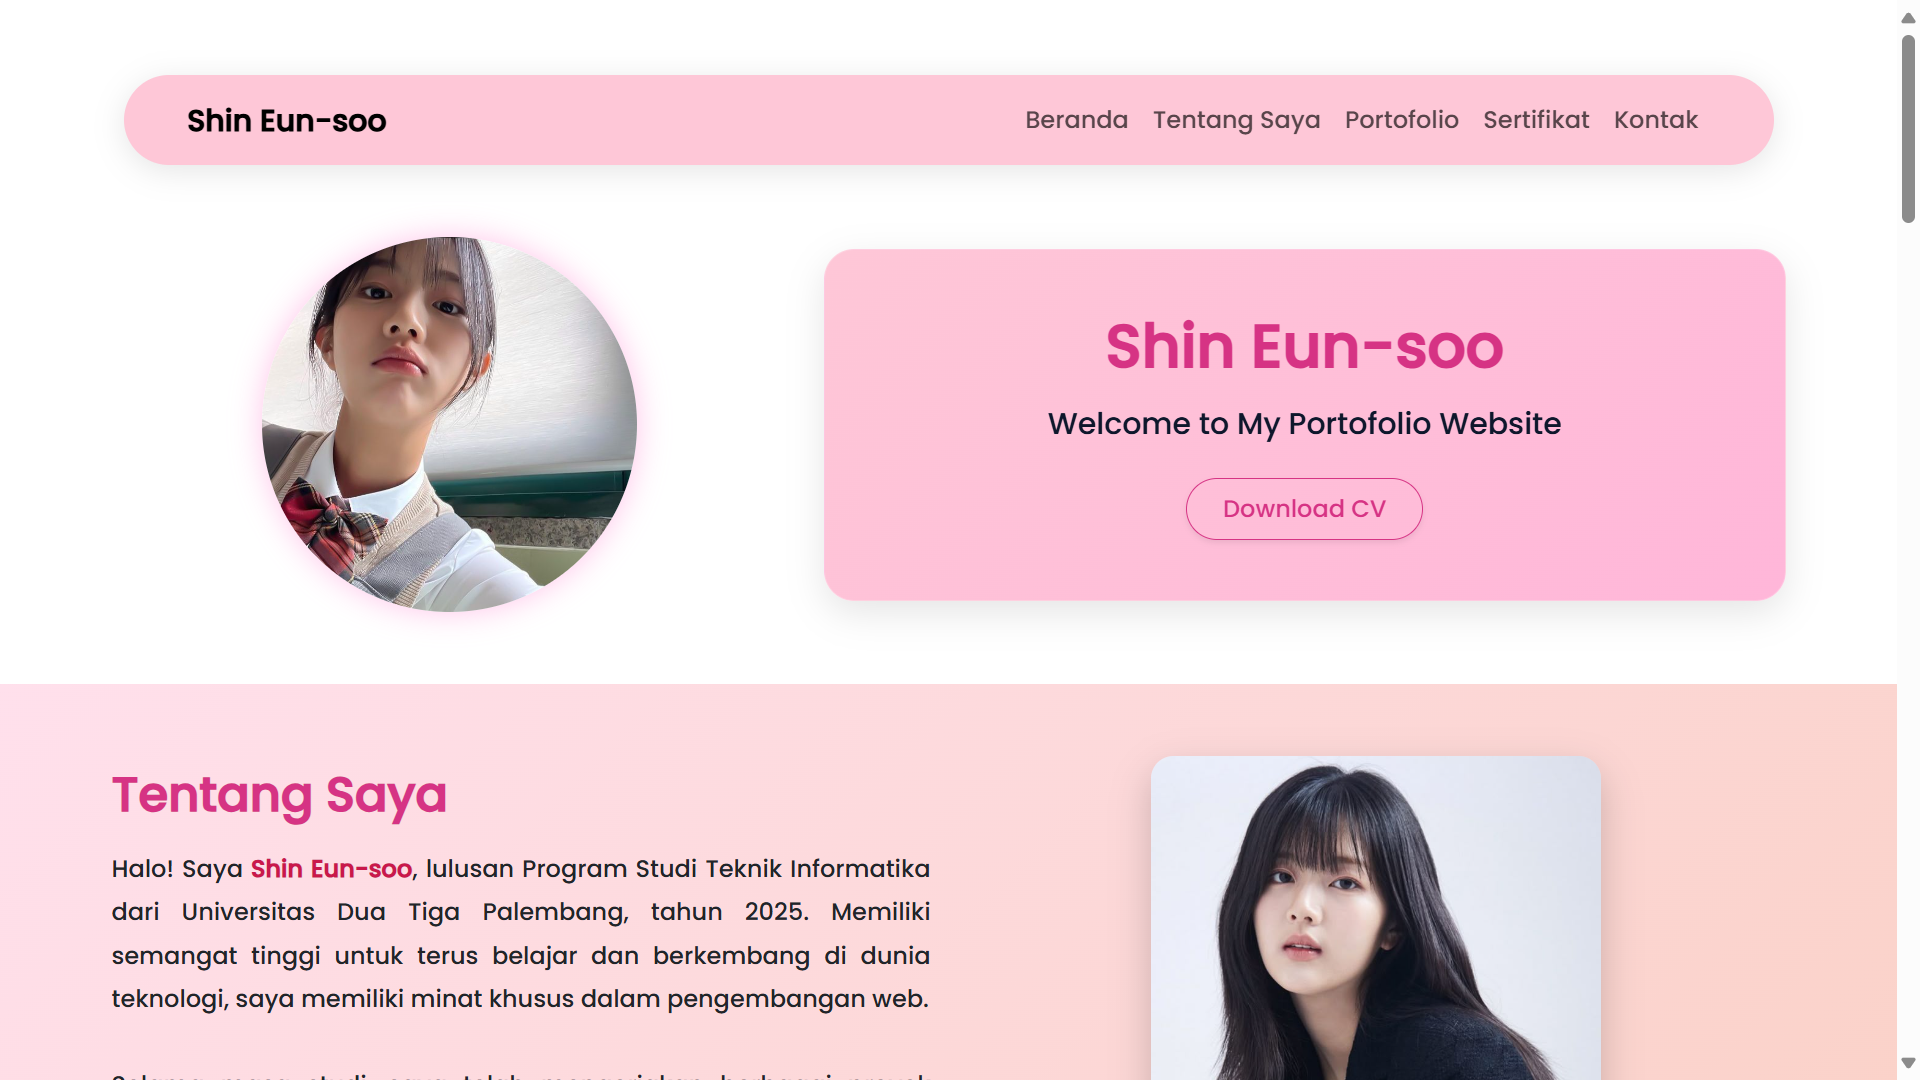 Shin Eun-soo
Beranda Tentang Saya Portofolio Sertifikat Kontak
Shin Eun-soo
Welcome to My Portofolio Website
Download CV
Tentang Saya
Halo! Saya Shin Eun-soo, lulusan Program Studi Teknik Informatika
dari Universitas Dua Tiga Palembang, tahun 2025. Memiliki
semangat tinggi untuk terus belajar dan berkembang di dunia
teknologi, saya memiliki minat khusus dalam pengembangan web.